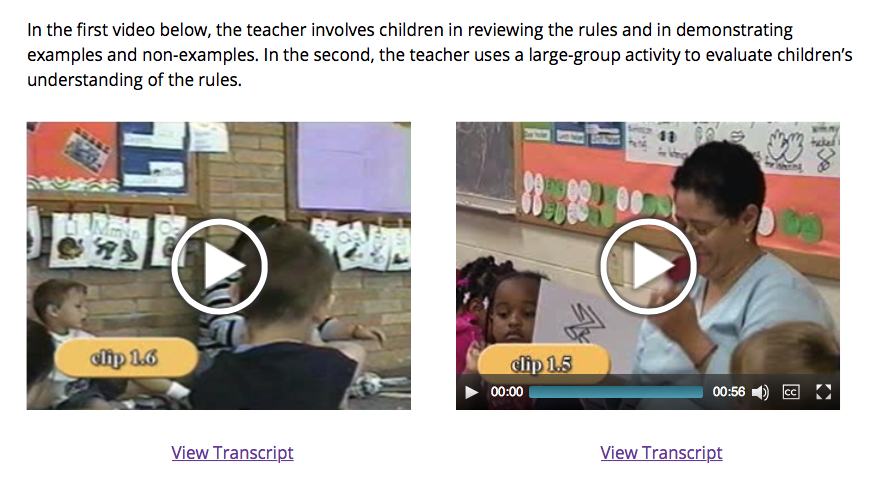 In the first video below, the teacher involves children in reviewing the rules and in demonstrating
examples and non-examples. In the second, the teacher uses a large-group activity to evaluate children’s
understanding of the rules.
clip 1.6
clip 1.5
00:00
00:56
CC
View Transcript
View Transcript